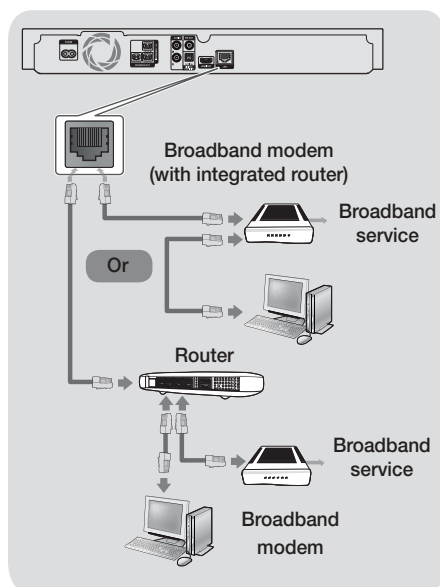 Broadband modem
(with integrated router)
Broadband
service
Or
Router
Broadband
service
Broadband
modem